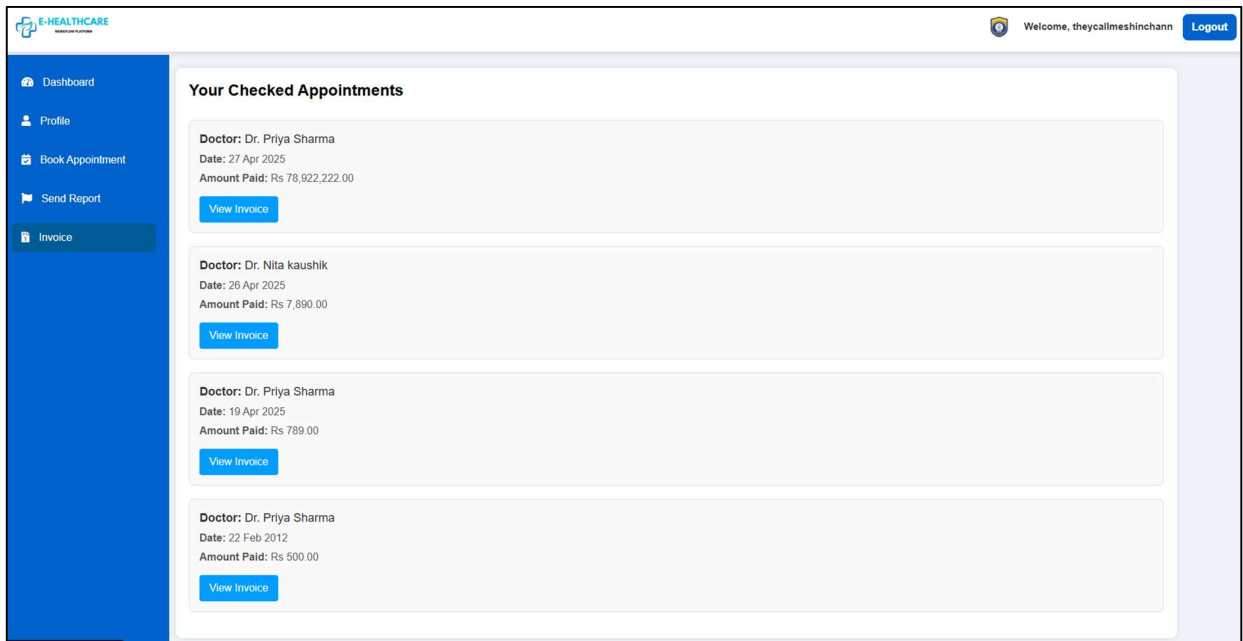 E-HEALTHCARE
WORKFLOW PLATFORM
Welcome, theycallmeshinchann
Logout
Dashboard
Profile
Book Appointment
Send Report
Invoice
Your Checked Appointments
Doctor: Dr. Priya Sharma
Date: 27 Apr 2025
Amount Paid: Rs 78,922,222.00
View Invoice
Doctor: Dr. Nita kaushik
Date: 26 Apr 2025
Amount Paid: Rs 7,890.00
View Invoice
Doctor: Dr. Priya Sharma
Date: 19 Apr 2025
Amount Paid: Rs 789.00
View Invoice
Doctor: Dr. Priya Sharma
Date: 22 Feb 2012
Amount Paid: Rs 500.00
View Invoice